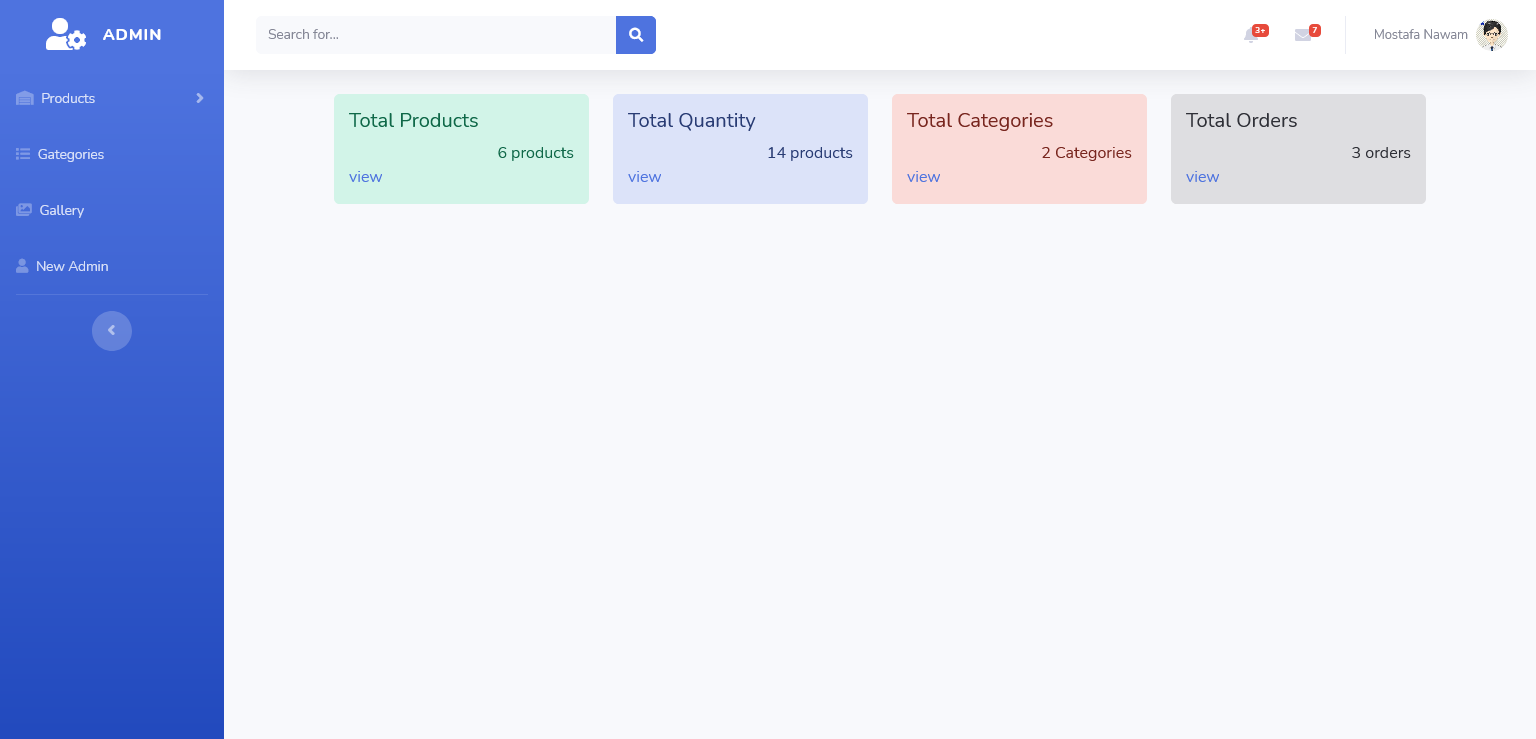 ADMIN
Search for...
3+
7
Mostafa Nawam
Products
Gategories
Gallery
New Admin
Total Products
6 products
view
Total Quantity
14 products
view
Total Categories
2 Categories
view
Total Orders
3 orders
view